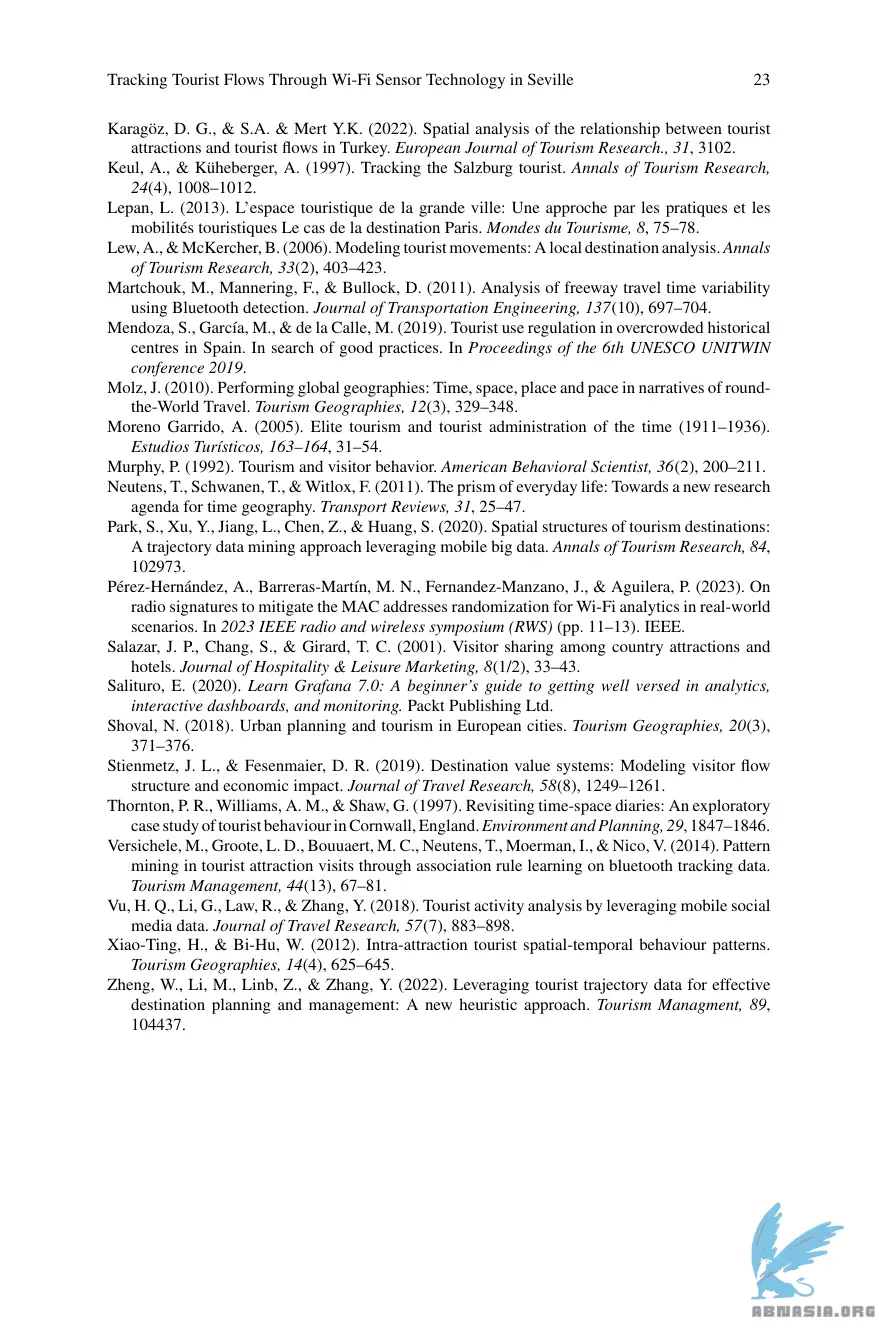 Tracking Tourist Flows Through Wi-Fi Sensor Technology in Seville 23
Karagöz, D. G., & S.A. & Mert Y.K. (2022). Spatial analysis of the relationship between tourist
attractions and tourist flows in Turkey. European Journal of Tourism Research., 31, 3102.
Keul, A., & Küheberger, A. (1997). Tracking the Salzburg tourist. Annals of Tourism Research,
24(4), 1008–1012.
Lepan, L. (2013). L’espace touristique de la grande ville: Une approche par les pratiques et les
mobilités touristiques Le cas de la destination Paris. Mondes du Tourisme, 8, 75–78.
Lew, A., & McKercher, B. (2006). Modeling tourist movements: A local destination analysis. Annals
of Tourism Research, 33(2), 403–423.
Martchouk, M., Mannering, F., & Bullock, D. (2011). Analysis of freeway travel time variability
using Bluetooth detection. Journal of Transportation Engineering, 137(10), 697–704.
Mendoza, S., García, M., & de la Calle, M. (2019). Tourist use regulation in overcrowded historical
centres in Spain. In search of good practices. In Proceedings of the 6th UNESCO UNITWIN
conference 2019.
Molz, J. (2010). Performing global geographies: Time, space, place and pace in narratives of round-
the-World Travel. Tourism Geographies, 12(3), 329–348.
Moreno Garrido, A. (2005). Elite tourism and tourist administration of the time (1911–1936).
Estudios Turísticos, 163–164, 31–54.
Murphy, P. (1992). Tourism and visitor behavior. American Behavioral Scientist, 36(2), 200–211.
Neutens, T., Schwanen, T., & Witlox, F. (2011). The prism of everyday life: Towards a new research
agenda for time geography. Transport Reviews, 31, 25–47.
Park, S., Xu, Y., Jiang, L., Chen, Z., & Huang, S. (2020). Spatial structures of tourism destinations:
A trajectory data mining approach leveraging mobile big data. Annals of Tourism Research, 84,
102973.
Pérez-Hernández, A., Barreras-Martín, M. N., Fernandez-Manzano, J., & Aguilera, P. (2023). On
radio signatures to mitigate the MAC addresses randomization for Wi-Fi analytics in real-world
scenarios. In 2023 IEEE radio and wireless symposium (RWS) (pp. 11–13). IEEE.
Salazar, J. P., Chang, S., & Girard, T. C. (2001). Visitor sharing among country attractions and
hotels. Journal of Hospitality & Leisure Marketing, 8(1/2), 33–43.
Salituro, E. (2020). Learn Grafana 7.0: A beginner’s guide to getting well versed in analytics,
interactive dashboards, and monitoring. Packt Publishing Ltd.
Shoval, N. (2018). Urban planning and tourism in European cities. Tourism Geographies, 20(3),
371–376.
Stienmetz, J. L., & Fesenmaier, D. R. (2019). Destination value systems: Modeling visitor flow
structure and economic impact. Journal of Travel Research, 58(8), 1249–1261.
Thornton, P. R., Williams, A. M., & Shaw, G. (1997). Revisiting time-space diaries: An exploratory
case study of tourist behaviour in Cornwall, England. Environment and Planning, 29, 1847–1846.
Versichele, M., Groote, L. D., Bouuaert, M. C., Neutens, T., Moerman, I., & Nico, V. (2014). Pattern
mining in tourist attraction visits through association rule learning on bluetooth tracking data.
Tourism Management, 44(13), 67–81.
Vu, H. Q., Li, G., Law, R., & Zhang, Y. (2018). Tourist activity analysis by leveraging mobile social
media data. Journal of Travel Research, 57(7), 883–898.
Xiao-Ting, H., & Bi-Hu, W. (2012). Intra-attraction tourist spatial-temporal behaviour patterns.
Tourism Geographies, 14(4), 625–645.
Zheng, W., Li, M., Linb, Z., & Zhang, Y. (2022). Leveraging tourist trajectory data for effective
destination planning and management: A new heuristic approach. Tourism Managment, 89,
104437.
ABNASIA.ORG